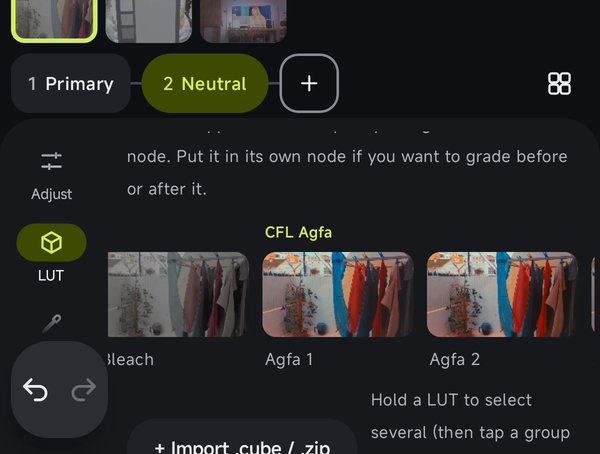 1 Primary
2 Neutral
+
node. Put it in its own node if you want to grade before
or after it.
Adjust
CFL Agfa
LUT
Agfa 1
Agfa 2
Hold a LUT to select
several (then tap a group
+ Import .cube / .zip